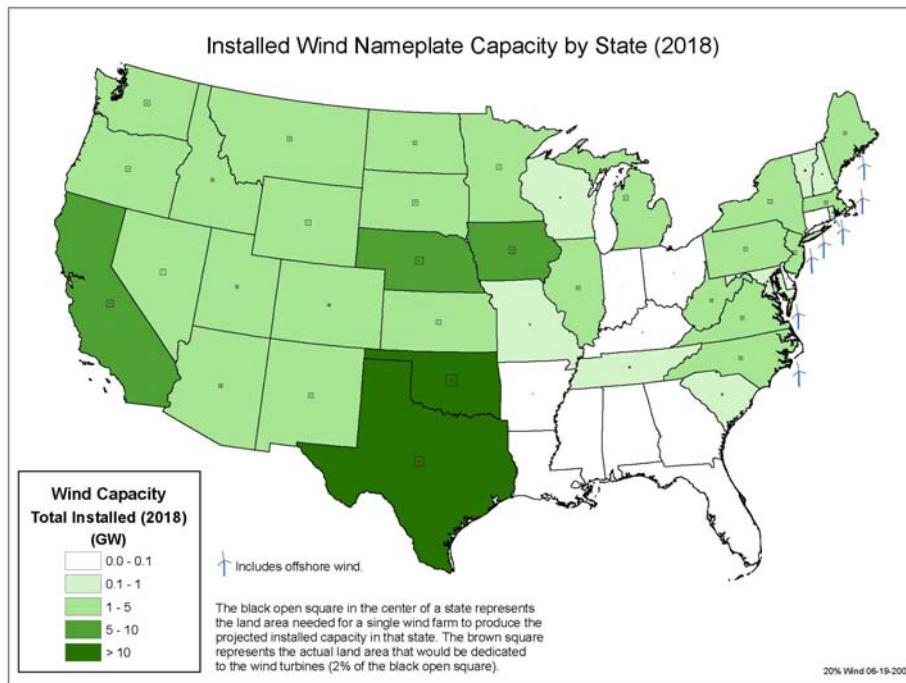 Installed Wind Nameplate Capacity by State (2018)
Wind Capacity
Total Installed (2018)
(GW)
0.0 - 0.1
0.1 - 1
1 - 5
5 - 10
> 10
Includes offshore wind.
The black open square in the center of a state represents
the land area needed for a single wind farm to produce the
projected installed capacity in that state. The brown square
represents the actual land area that would be dedicated
to the wind turbines (2% of the black open square).
20% Wind 06-19-200